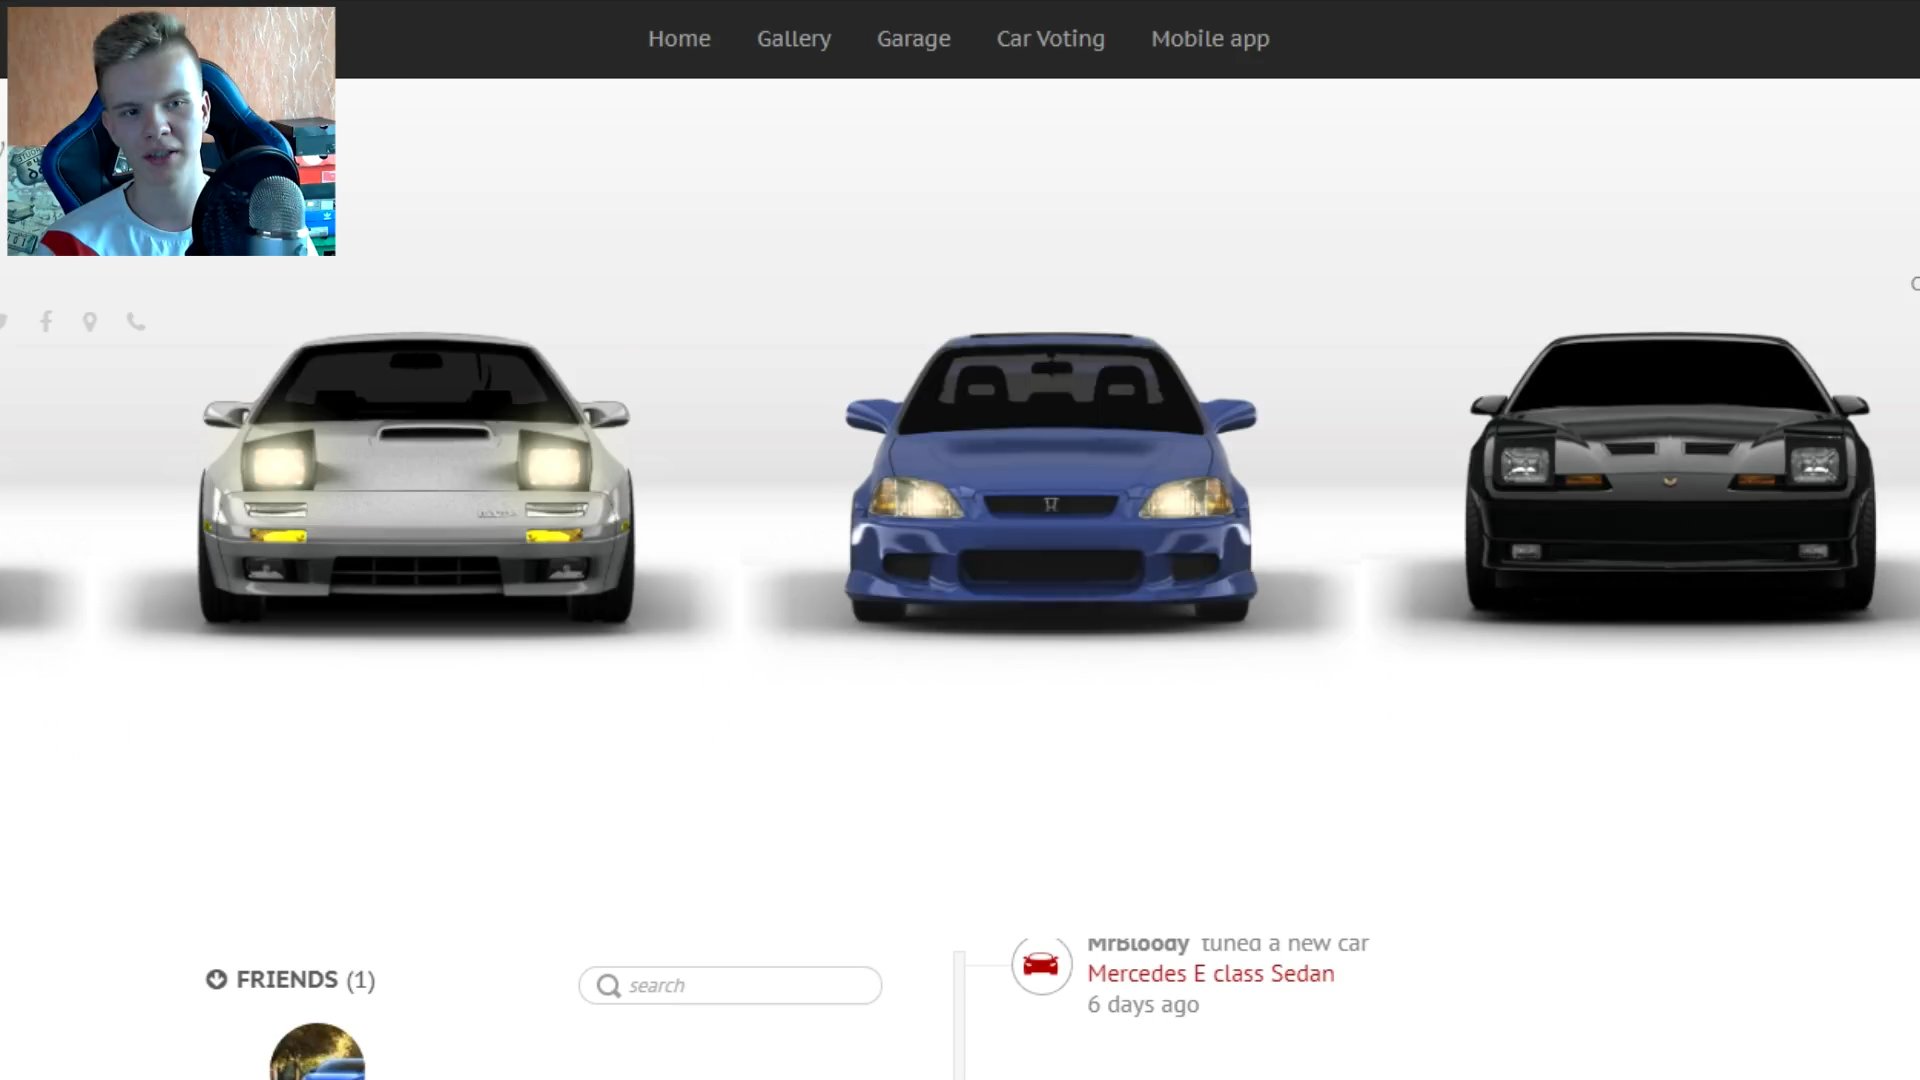 Home Gallery Garage Car Voting Mobile app
FRIENDS (1)
search
MrBloody tuned a new car
Mercedes E class Sedan
6 days ago